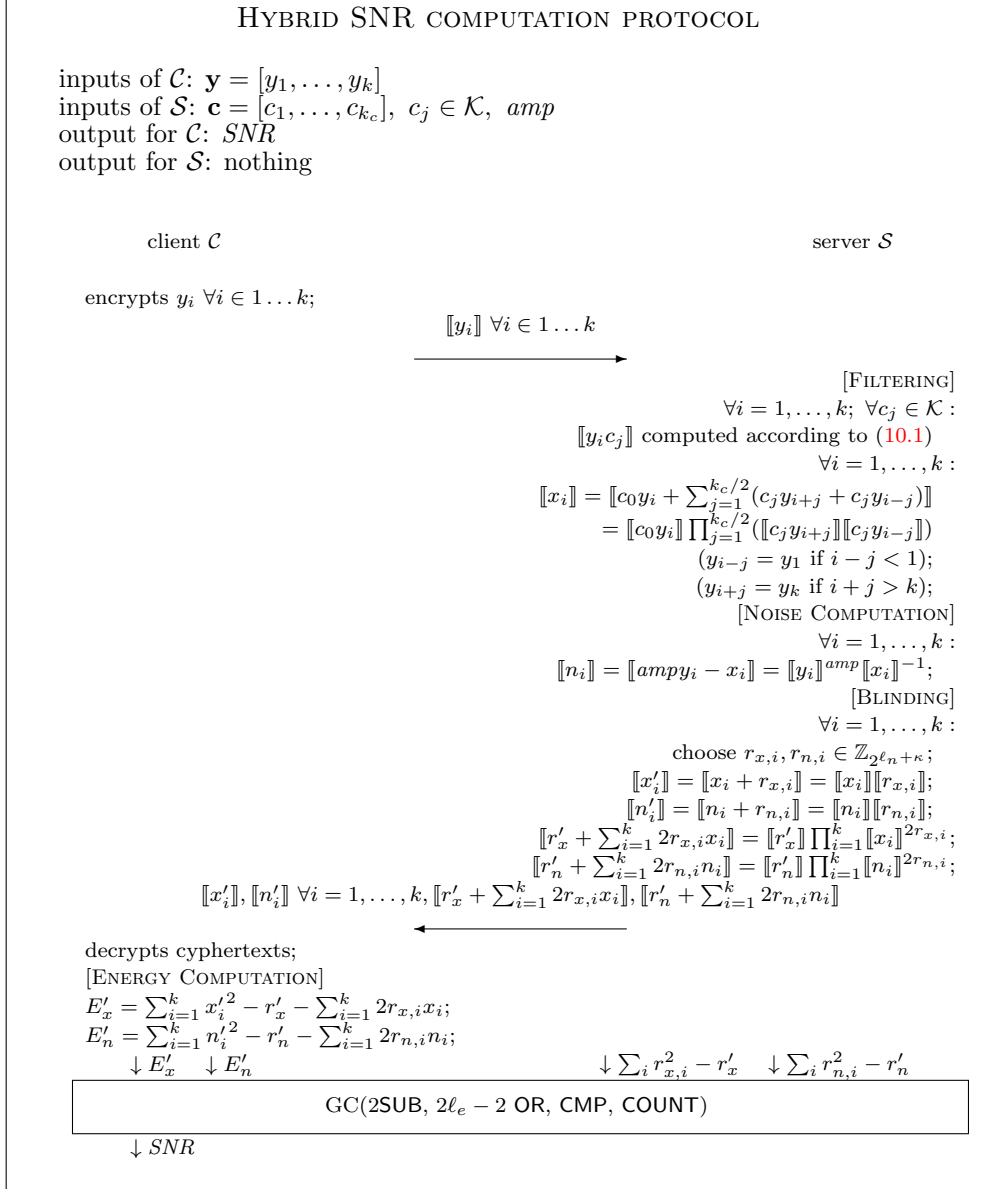 HYBRID SNR COMPUTATION PROTOCOL
inputs of 𝒞: 𝐲 = [y₁, …, yₖ]
inputs of 𝒮: 𝐜 = [c₁, …, c_{k_c}], c_j ∈ 𝒦, amp
output for 𝒞: SNR
output for 𝒮: nothing
client 𝒞 server 𝒮
encrypts y_i ∀i ∈ 1 … k;
⟦y_i⟧ ∀i ∈ 1 … k
[FILTERING]
∀i = 1, …, k; ∀c_j ∈ 𝒦 :
⟦y_i c_j⟧ computed according to (10.1)
∀i = 1, …, k :
⟦x_i⟧ = ⟦c_0 y_i + ∑_{j=1}^{k_c/2} (c_j y_{i+j} + c_j y_{i−j})⟧
= ⟦c_0 y_i⟧ ∏_{j=1}^{k_c/2} (⟦c_j y_{i+j}⟧⟦c_j y_{i−j}⟧)
(y_{i−j} = y_1 if i − j < 1);
(y_{i+j} = y_k if i + j > k);
[NOISE COMPUTATION]
∀i = 1, …, k :
⟦n_i⟧ = ⟦amp y_i − x_i⟧ = ⟦y_i⟧^{amp} ⟦x_i⟧^{−1};
[BLINDING]
∀i = 1, …, k :
choose r_{x,i}, r_{n,i} ∈ ℤ_{2^{ℓ_n+κ}};
⟦x′_i⟧ = ⟦x_i + r_{x,i}⟧ = ⟦x_i⟧⟦r_{x,i}⟧;
⟦n′_i⟧ = ⟦n_i + r_{n,i}⟧ = ⟦n_i⟧⟦r_{n,i}⟧;
⟦r′_x + ∑_{i=1}^{k} 2r_{x,i} x_i⟧ = ⟦r′_x⟧ ∏_{i=1}^{k} ⟦x_i⟧^{2r_{x,i}};
⟦r′_n + ∑_{i=1}^{k} 2r_{n,i} n_i⟧ = ⟦r′_n⟧ ∏_{i=1}^{k} ⟦n_i⟧^{2r_{n,i}};
⟦x′_i⟧, ⟦n′_i⟧ ∀i = 1, …, k, ⟦r′_x + ∑_{i=1}^{k} 2r_{x,i} x_i⟧, ⟦r′_n + ∑_{i=1}^{k} 2r_{n,i} n_i⟧
decrypts cyphertexts;
[ENERGY COMPUTATION]
E′_x = ∑_{i=1}^{k} x′_i² − r′_x − ∑_{i=1}^{k} 2r_{x,i} x_i;
E′_n = ∑_{i=1}^{k} n′_i² − r′_n − ∑_{i=1}^{k} 2r_{n,i} n_i;
↓ E′_x ↓ E′_n ↓ ∑_i r²_{x,i} − r′_x ↓ ∑_i r²_{n,i} − r′_n
GC(2SUB, 2ℓ_e − 2 OR, CMP, COUNT)
↓ SNR